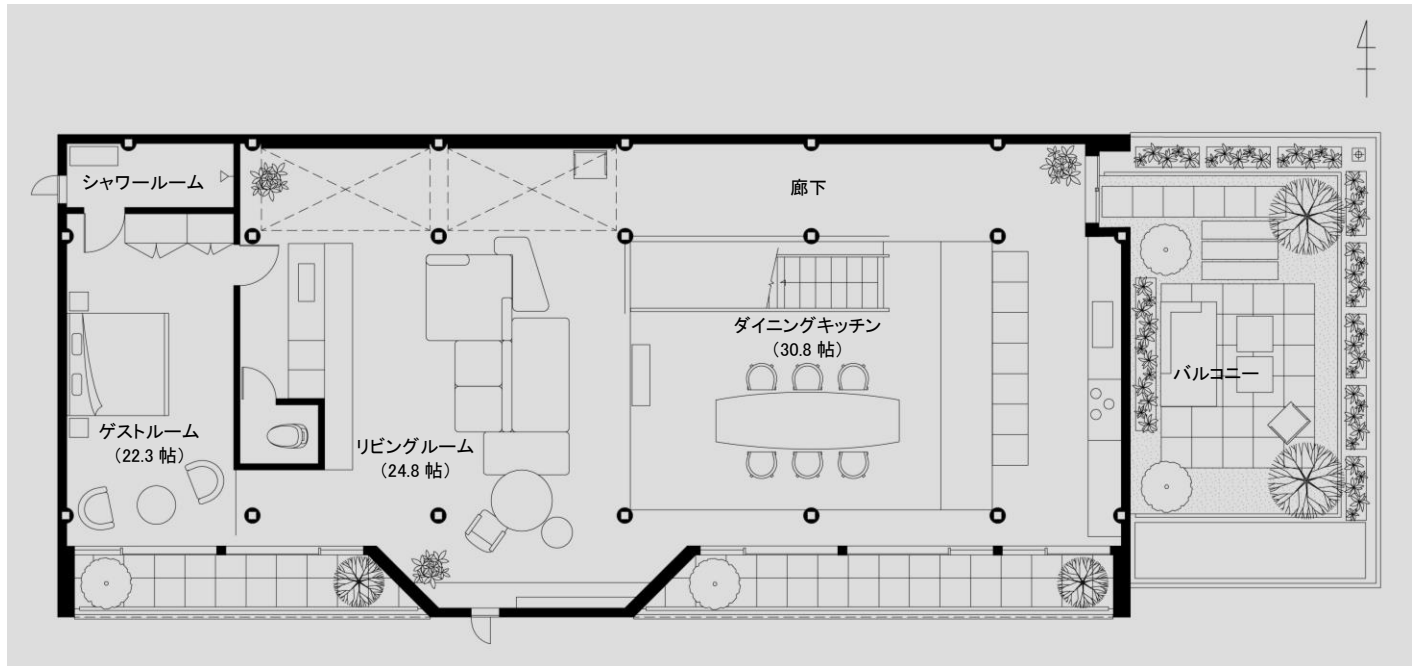 シャワールーム
廊下
ダイニングキッチン
(30.8 帖)
バルコニー
ゲストルーム
(22.3 帖)
リビングルーム
(24.8 帖)